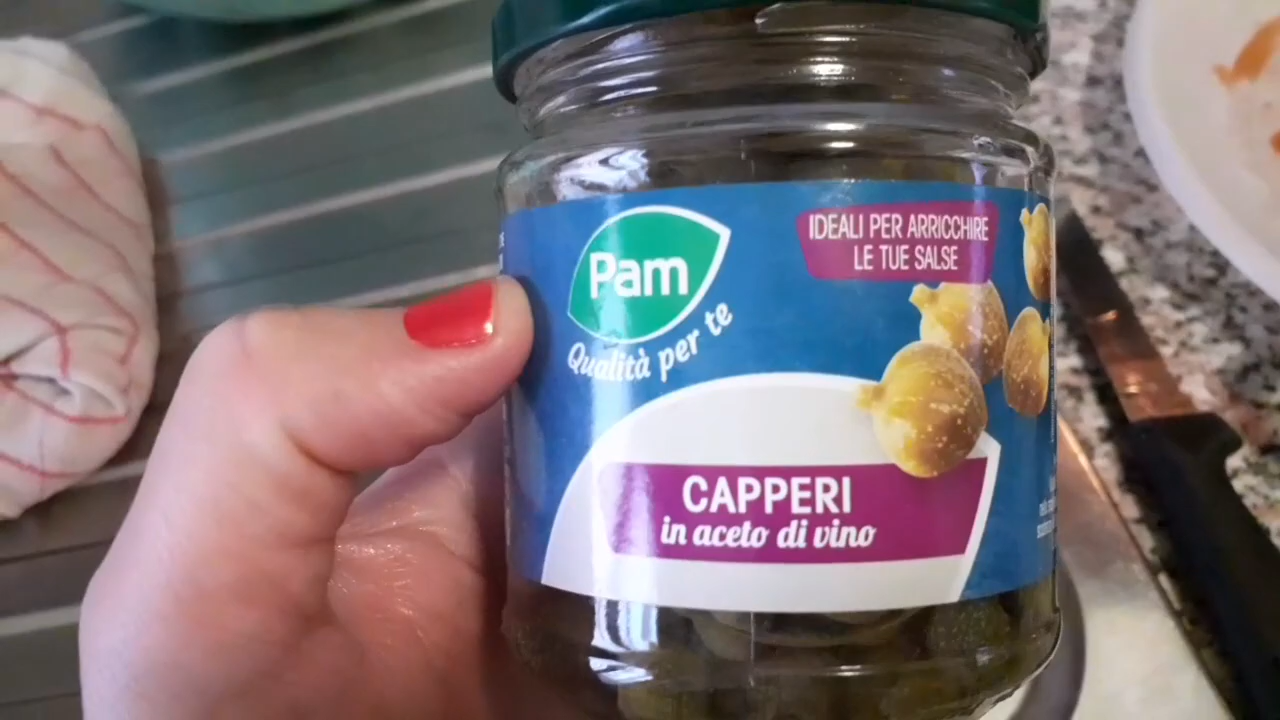 Pam
Qualità per te
IDEALI PER ARRICCHIRE
LE TUE SALSE
CAPPERI
in aceto di vino